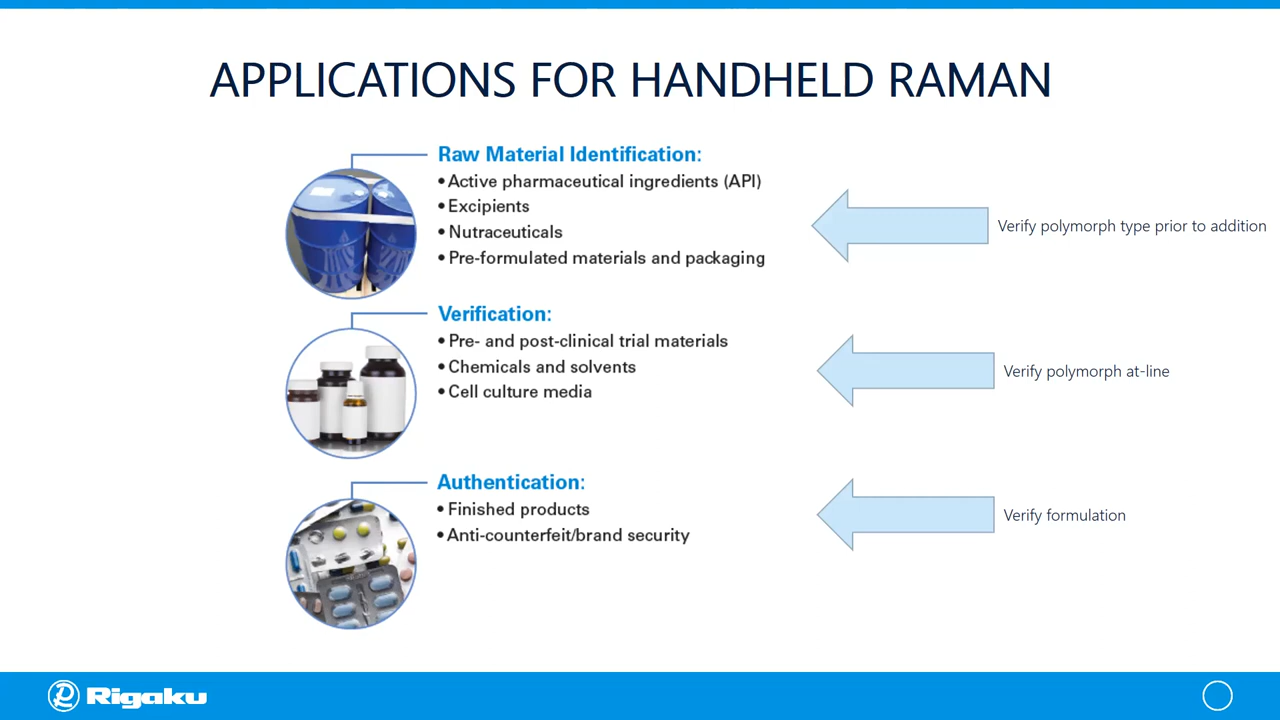 APPLICATIONS FOR HANDHELD RAMAN
Raw Material Identification:
• Active pharmaceutical ingredients (API)
• Excipients
• Nutraceuticals
• Pre-formulated materials and packaging
Verify polymorph type prior to addition
Verification:
• Pre- and post-clinical trial materials
• Chemicals and solvents
• Cell culture media
Verify polymorph at-line
Authentication:
• Finished products
• Anti-counterfeit/brand security
Verify formulation
Rigaku